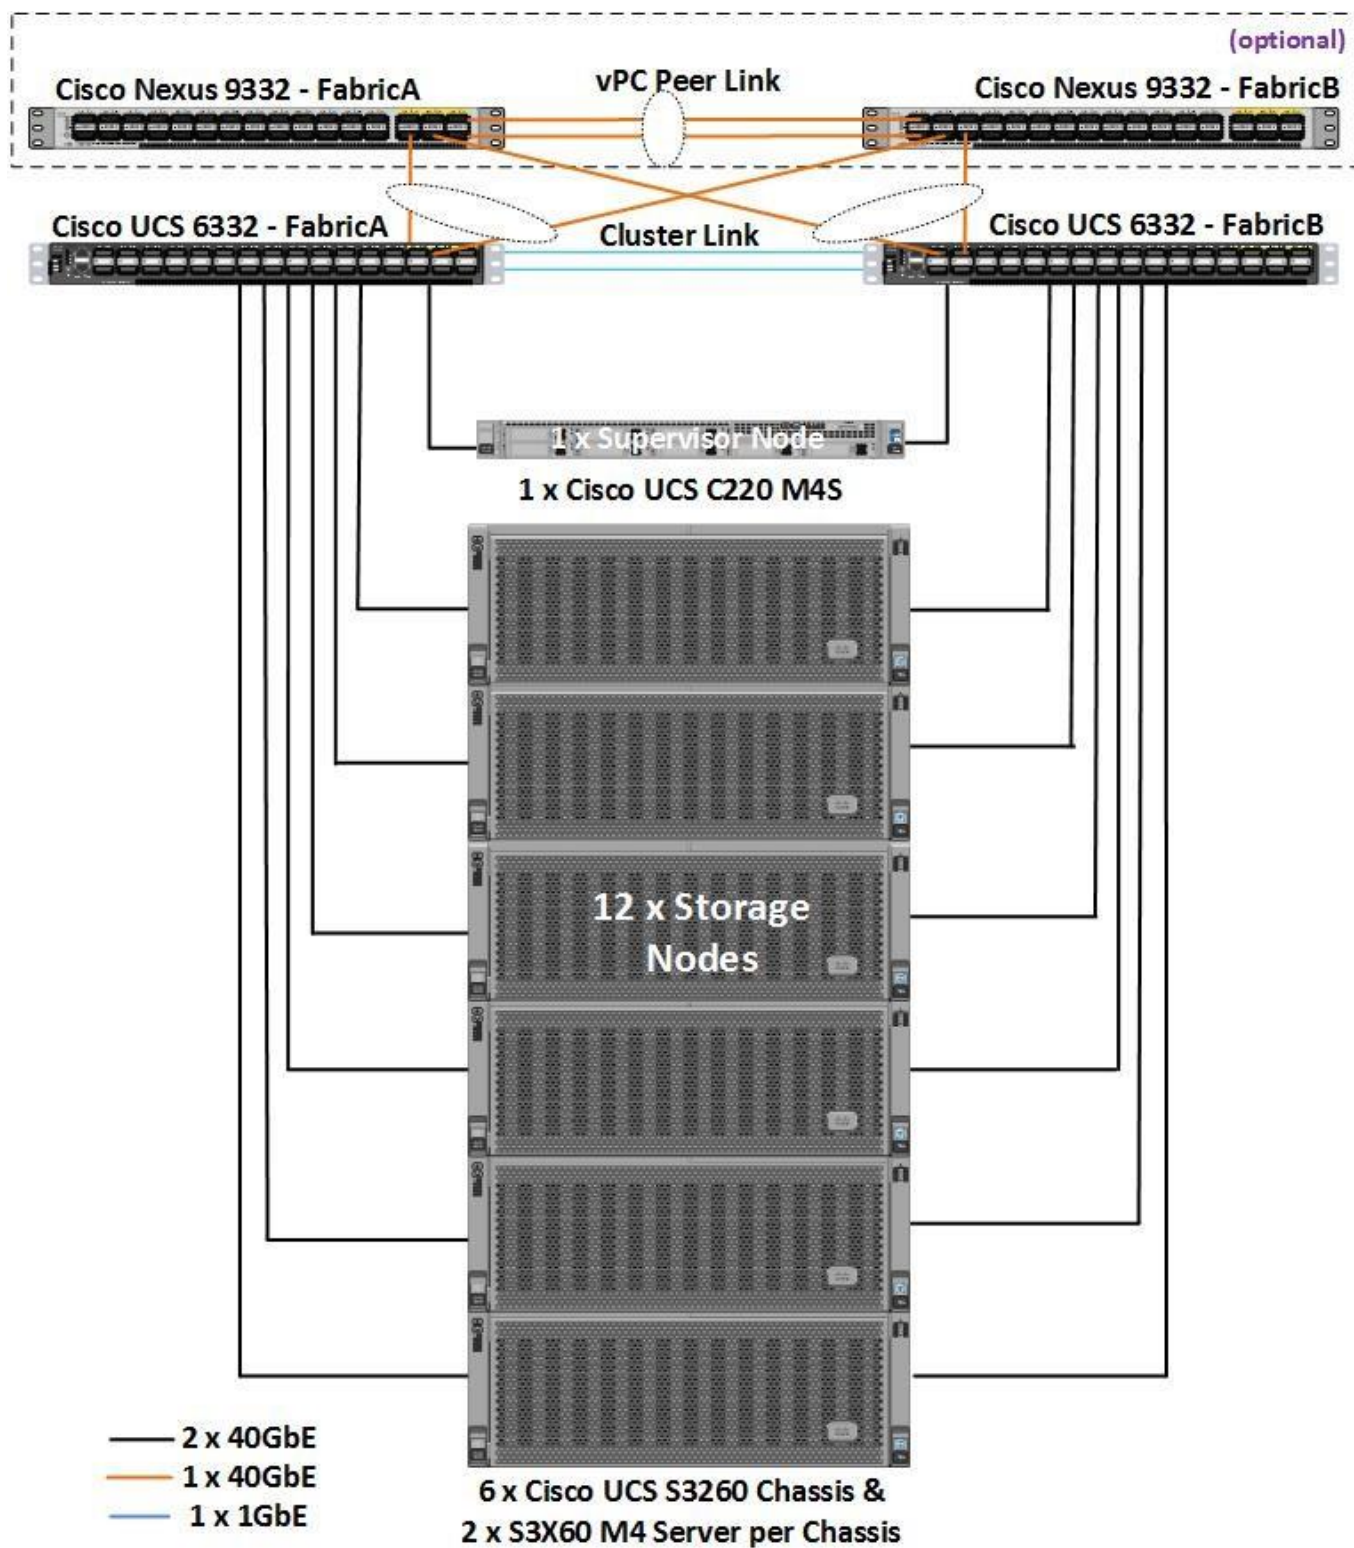 (optional)
Cisco Nexus 9332 - FabricA
vPC Peer Link
Cisco Nexus 9332 - FabricB
Cisco UCS 6332 - FabricA
Cluster Link
Cisco UCS 6332 - FabricB
1 x Supervisor Node
1 x Cisco UCS C220 M4S
12 x Storage
Nodes
2 x 40GbE
1 x 40GbE
1 x 1GbE
6 x Cisco UCS S3260 Chassis &
2 x S3X60 M4 Server per Chassis